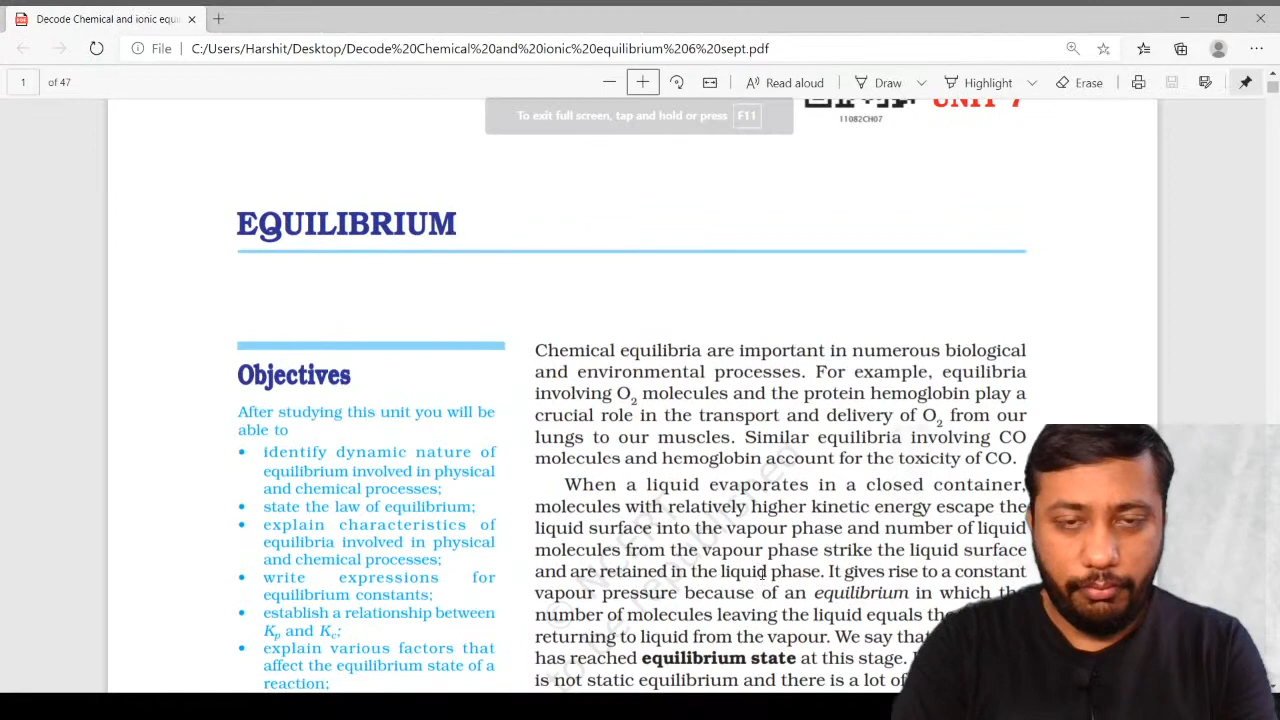 Decode Chemical and ionic equi
File C:/Users/Harshit/Desktop/Decode%20Chemical%20and%20ionic%20equilibrium%206%20sept.pdf
1 of 47
Read aloud Draw Highlight Erase
To exit full screen, tap and hold or press F11
UNIT 7
11082CH07
EQUILIBRIUM
Objectives
After studying this unit you will be
able to
• identify dynamic nature of
equilibrium involved in physical
and chemical processes;
• state the law of equilibrium;
• explain characteristics of
equilibria involved in physical
and chemical processes;
• write expressions for
equilibrium constants;
• establish a relationship between
Kp and Kc;
• explain various factors that
affect the equilibrium state of a
reaction;
Chemical equilibria are important in numerous biological
and environmental processes. For example, equilibria
involving O2 molecules and the protein hemoglobin play a
crucial role in the transport and delivery of O2 from our
lungs to our muscles. Similar equilibria involving CO
molecules and hemoglobin account for the toxicity of CO.
When a liquid evaporates in a closed container,
molecules with relatively higher kinetic energy escape the
liquid surface into the vapour phase and number of liquid
molecules from the vapour phase strike the liquid surface
and are retained in the liquid phase. It gives rise to a constant
vapour pressure because of an equilibrium in which the
number of molecules leaving the liquid equals the
returning to liquid from the vapour. We say that
has reached equilibrium state at this stage.
is not static equilibrium and there is a lot of